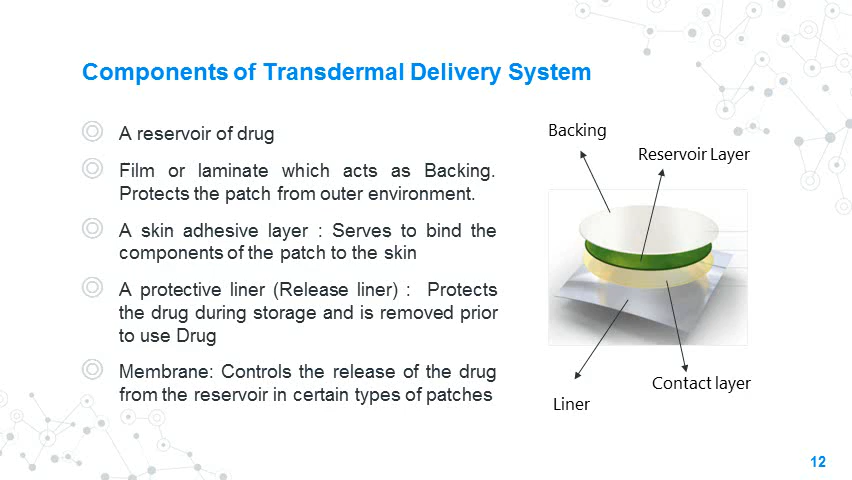 Components of Transdermal Delivery System
A reservoir of drug
Film or laminate which acts as Backing.
Protects the patch from outer environment.
A skin adhesive layer : Serves to bind the
components of the patch to the skin
A protective liner (Release liner) : Protects
the drug during storage and is removed prior
to use Drug
Membrane: Controls the release of the drug
from the reservoir in certain types of patches
Backing
Reservoir Layer
Contact layer
Liner
12